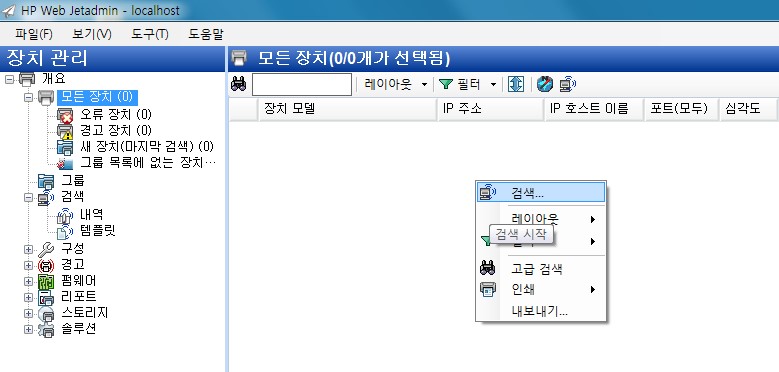 HP Web Jetadmin - localhost
파일(F) 보기(V) 도구(T) 도움말
장치 관리
개요
모든 장치 (0)
오류 장치 (0)
경고 장치 (0)
새 장치(마지막 검색) (0)
그룹 목록에 없는 장치···
그룹
검색
내역
템플릿
구성
경고
펌웨어
리포트
스토리지
솔루션
모든 장치(0/0개가 선택됨)
레이아웃 필터
장치 모델 IP 주소 IP 호스트 이름 포트(모두) 심각도
검색...
레이아웃
검색 시작
고급 검색
인쇄
내보내기...